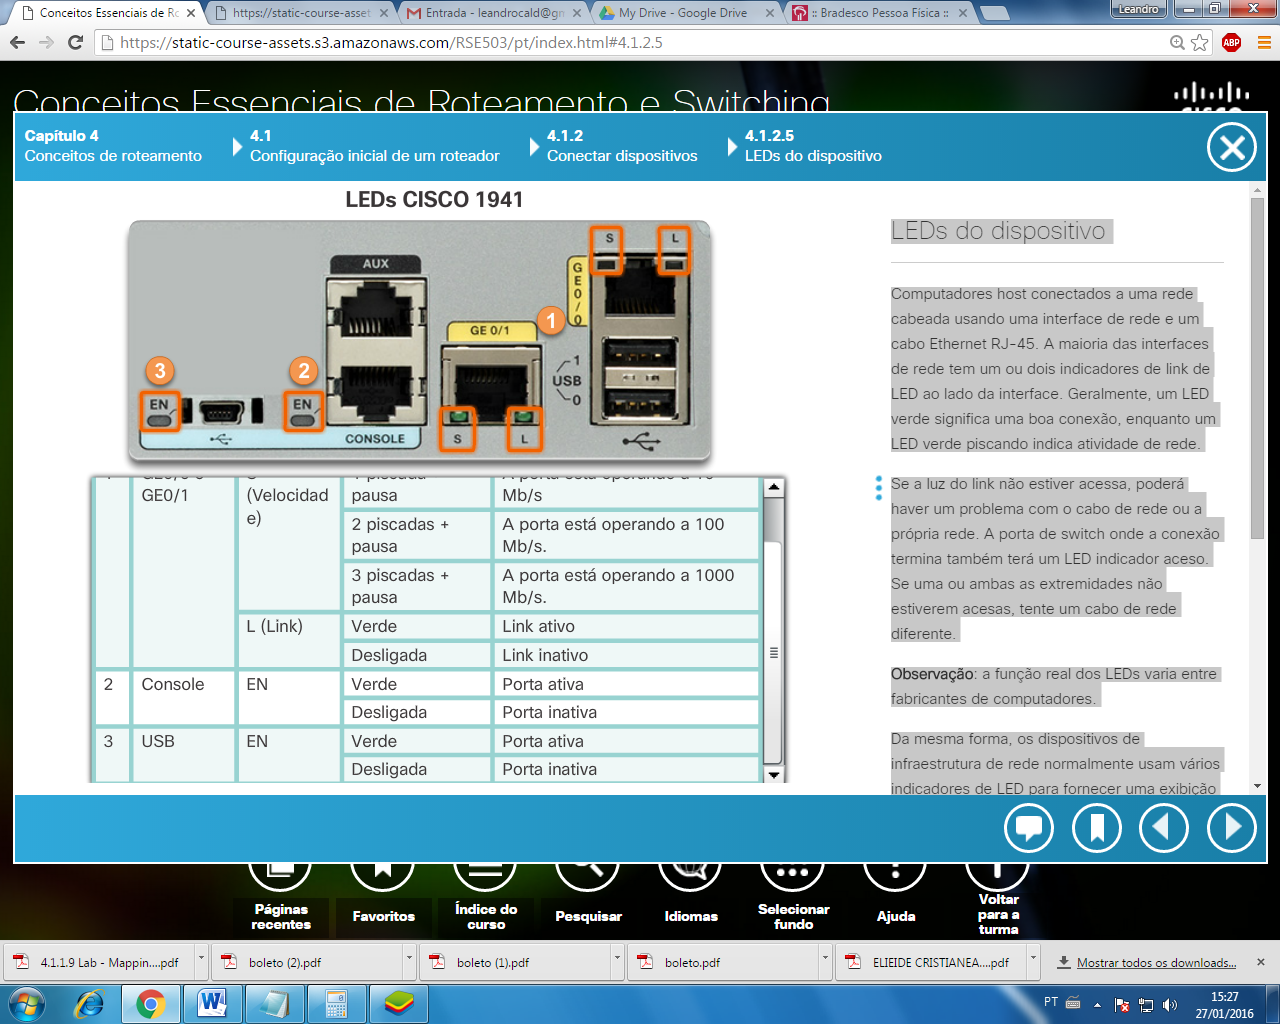 Conceitos Essenciais de Ro
https://static-course-asset
Entrada - leandrocald@gm
My Drive - Google Drive
:: Bradesco Pessoa Física ::
Leandro
https://static-course-assets.s3.amazonaws.com/RSE503/pt/index.html#4.1.2.5
ABP
Conceitos Essenciais de Roteamento e Switching
CISCO
Capítulo 4
Conceitos de roteamento
4.1
Configuração inicial de um roteador
4.1.2
Conectar dispositivos
4.1.2.5
LEDs do dispositivo
LEDs CISCO 1941
S L
AUX
GE0/0
GE 0/1
1
3
2
1
USB
0
EN
EN
CONSOLE
S L
GE0/1
(Velocidad
e)
pausa
Mb/s
2 piscadas +
pausa
A porta está operando a 100
Mb/s.
3 piscadas +
pausa
A porta está operando a 1000
Mb/s.
L (Link)
Verde
Link ativo
Desligada
Link inativo
2
Console
EN
Verde
Porta ativa
Desligada
Porta inativa
3
USB
EN
Verde
Porta ativa
Desligada
Porta inativa
LEDs do dispositivo
Computadores host conectados a uma rede
cabeada usando uma interface de rede e um
cabo Ethernet RJ-45. A maioria das interfaces
de rede tem um ou dois indicadores de link de
LED ao lado da interface. Geralmente, um LED
verde significa uma boa conexão, enquanto um
LED verde piscando indica atividade de rede.
Se a luz do link não estiver acessa, poderá
haver um problema com o cabo de rede ou a
própria rede. A porta de switch onde a conexão
termina também terá um LED indicador aceso.
Se uma ou ambas as extremidades não
estiverem acesas, tente um cabo de rede
diferente.
Observação: a função real dos LEDs varia entre
fabricantes de computadores.
Da mesma forma, os dispositivos de
infraestrutura de rede normalmente usam vários
indicadores de LED para fornecer uma exibição
Páginas
recentes
Favoritos
Índice do
curso
Pesquisar
Idiomas
Selecionar
fundo
Ajuda
Voltar
para a
turma
4.1.1.9 Lab - Mappin....pdf
boleto (2).pdf
boleto (1).pdf
boleto.pdf
ELIEIDE CRISTIANEA....pdf
Mostrar todos os downloads...
PT
15:27
27/01/2016